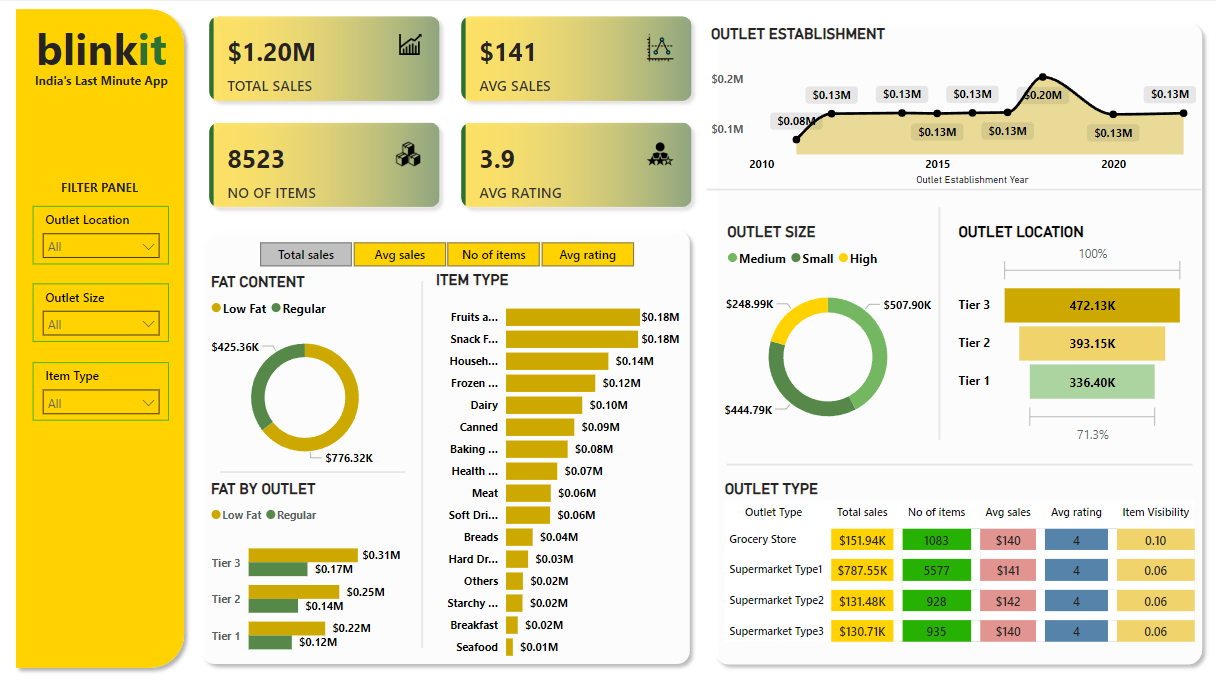 blinkit
India's Last Minute App
FILTER PANEL
Outlet Location
All
Outlet Size
All
Item Type
All
$1.20M
TOTAL SALES
$141
AVG SALES
8523
NO OF ITEMS
3.9
AVG RATING
Total sales
Avg sales
No of items
Avg rating
FAT CONTENT
Low Fat
Regular
$425.36K
$776.32K
FAT BY OUTLET
Low Fat
Regular
Tier 3
$0.31M
$0.17M
Tier 2
$0.25M
$0.14M
Tier 1
$0.22M
$0.12M
ITEM TYPE
Fruits a... $0.18M
Snack F... $0.18M
Househ... $0.14M
Frozen ... $0.12M
Dairy $0.10M
Canned $0.09M
Baking ... $0.08M
Health ... $0.07M
Meat $0.06M
Soft Dri... $0.06M
Breads $0.04M
Hard Dr... $0.03M
Others $0.02M
Starchy ... $0.02M
Breakfast $0.02M
Seafood $0.01M
OUTLET ESTABLISHMENT
$0.2M
$0.1M
$0.08M
$0.13M
$0.13M
$0.13M
$0.13M
$0.13M
$0.20M
$0.13M
$0.13M
2010 2015 2020
Outlet Establishment Year
OUTLET SIZE
Medium Small High
$248.99K
$507.90K
$444.79K
OUTLET LOCATION
100%
Tier 3 472.13K
Tier 2 393.15K
Tier 1 336.40K
71.3%
OUTLET TYPE
Outlet Type Total sales No of items Avg sales Avg rating Item Visibility
Grocery Store $151.94K 1083 $140 4 0.10
Supermarket Type1 $787.55K 5577 $141 4 0.06
Supermarket Type2 $131.48K 928 $142 4 0.06
Supermarket Type3 $130.71K 935 $140 4 0.06